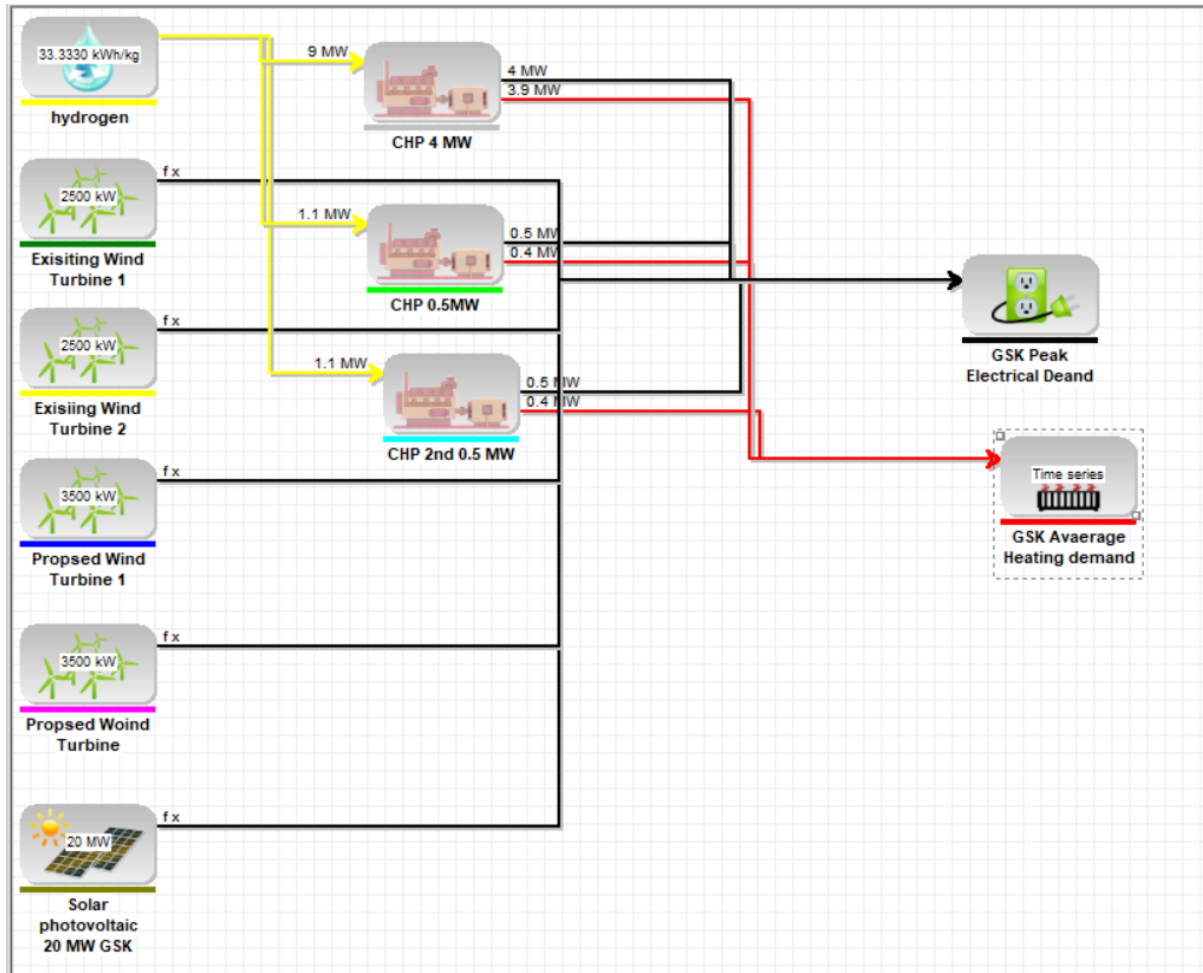 33.3330 kWh/kg
hydrogen
9 MW
CHP 4 MW
4 MW
3.9 MW
f x
2500 kW
Exisiting Wind
Turbine 1
1.1 MW
CHP 0.5MW
0.5 MW
0.4 MW
f x
2500 kW
Exisiing Wind
Turbine 2
1.1 MW
CHP 2nd 0.5 MW
0.5 MW
0.4 MW
GSK Peak
Electrical Deand
Time series
GSK Avaerage
Heating demand
f x
3500 kW
Propsed Wind
Turbine 1
f x
3500 kW
Propsed Woind
Turbine
f x
20 MW
Solar
photovoltaic
20 MW GSK